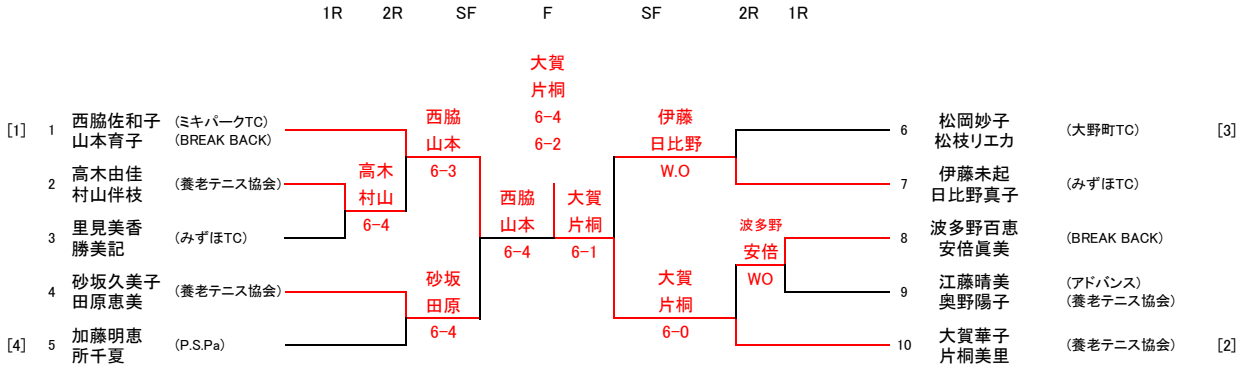 1R 2R SF F SF 2R 1R
大賀
片桐
6-4
6-2
[1] 1 西脇佐和子 (ミキパークTC)
山本育子 (BREAK BACK)
2 高木由佳 (養老テニス協会)
村山伴枝
3 里見美香 (みずほTC)
勝美記
4 砂坂久美子 (養老テニス協会)
田原恵美
[4] 5 加藤明恵 (P.S.Pa)
所千夏
高木
村山
6-4
西脇
山本
6-3
砂坂
田原
6-4
西脇
山本
6-4
大賀
片桐
6-1
伊藤
日比野
W.O
大賀
片桐
6-0
波多野
安倍
WO
6 松岡妙子 (大野町TC) [3]
松枝リエカ
7 伊藤未起 (みずほTC)
日比野真子
8 波多野百恵 (BREAK BACK)
安倍眞美
9 江藤晴美 (アドバンス)
奥野陽子 (養老テニス協会)
10 大賀華子 (養老テニス協会) [2]
片桐美里